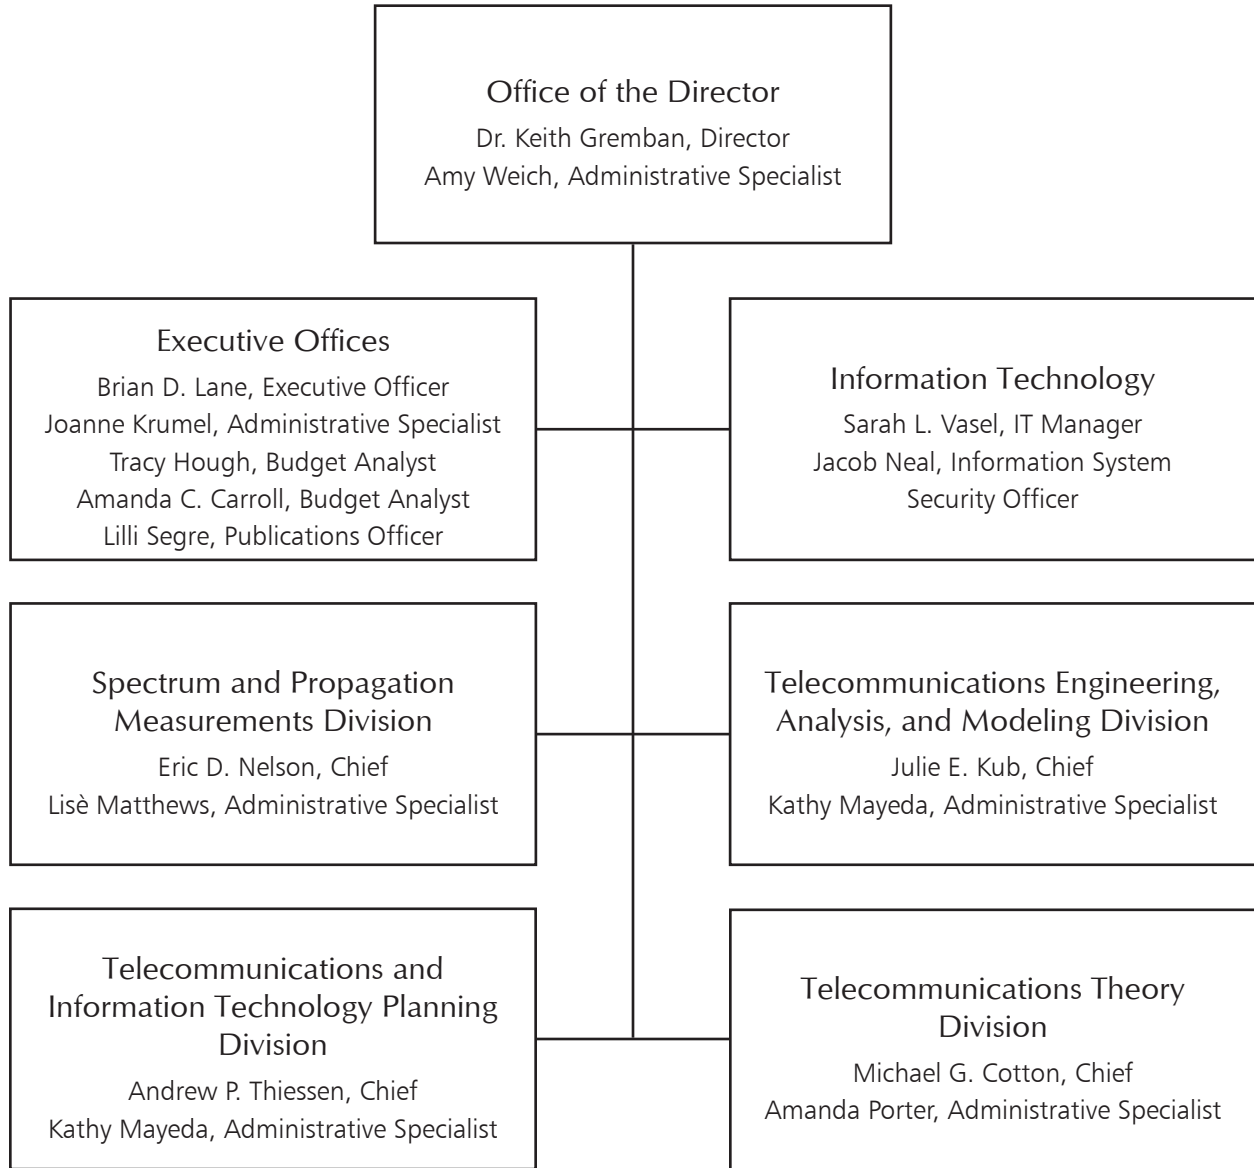 Office of the Director
Dr. Keith Gremban, Director
Amy Weich, Administrative Specialist
Executive Offices
Brian D. Lane, Executive Officer
Joanne Krumel, Administrative Specialist
Tracy Hough, Budget Analyst
Amanda C. Carroll, Budget Analyst
Lilli Segre, Publications Officer
Information Technology
Sarah L. Vasel, IT Manager
Jacob Neal, Information System
Security Officer
Spectrum and Propagation
Measurements Division
Eric D. Nelson, Chief
Lisè Matthews, Administrative Specialist
Telecommunications Engineering,
Analysis, and Modeling Division
Julie E. Kub, Chief
Kathy Mayeda, Administrative Specialist
Telecommunications and
Information Technology Planning
Division
Andrew P. Thiessen, Chief
Kathy Mayeda, Administrative Specialist
Telecommunications Theory
Division
Michael G. Cotton, Chief
Amanda Porter, Administrative Specialist